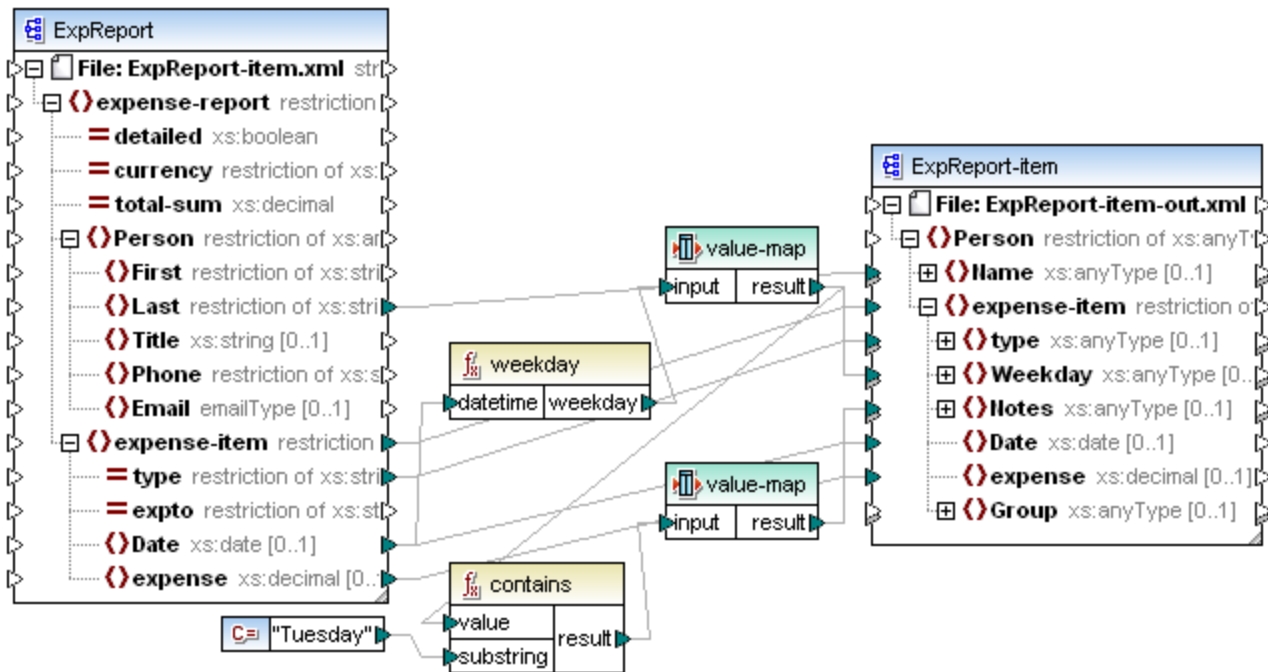 ExpReport
File: ExpReport-item.xml str
expense-report restriction
detailed xs:boolean
currency restriction of xs:
total-sum xs:decimal
Person restriction of xs:an
First restriction of xs:stri
Last restriction of xs:stri
Title xs:string [0..1]
Phone restriction of xs:s
Email emailType [0..1]
expense-item restriction
type restriction of xs:stri
expto restriction of xs:st
Date xs:date [0..1]
expense xs:decimal [0..
C= "Tuesday"
weekday
datetime weekday
contains
value
result
substring
value-map
input result
value-map
input result
ExpReport-item
File: ExpReport-item-out.xml
Person restriction of xs:anyT
Name xs:anyType [0..1]
expense-item restriction of
type xs:anyType [0..1]
Weekday xs:anyType [0..
Notes xs:anyType [0..1]
Date xs:date [0..1]
expense xs:decimal [0..1]
Group xs:anyType [0..1]